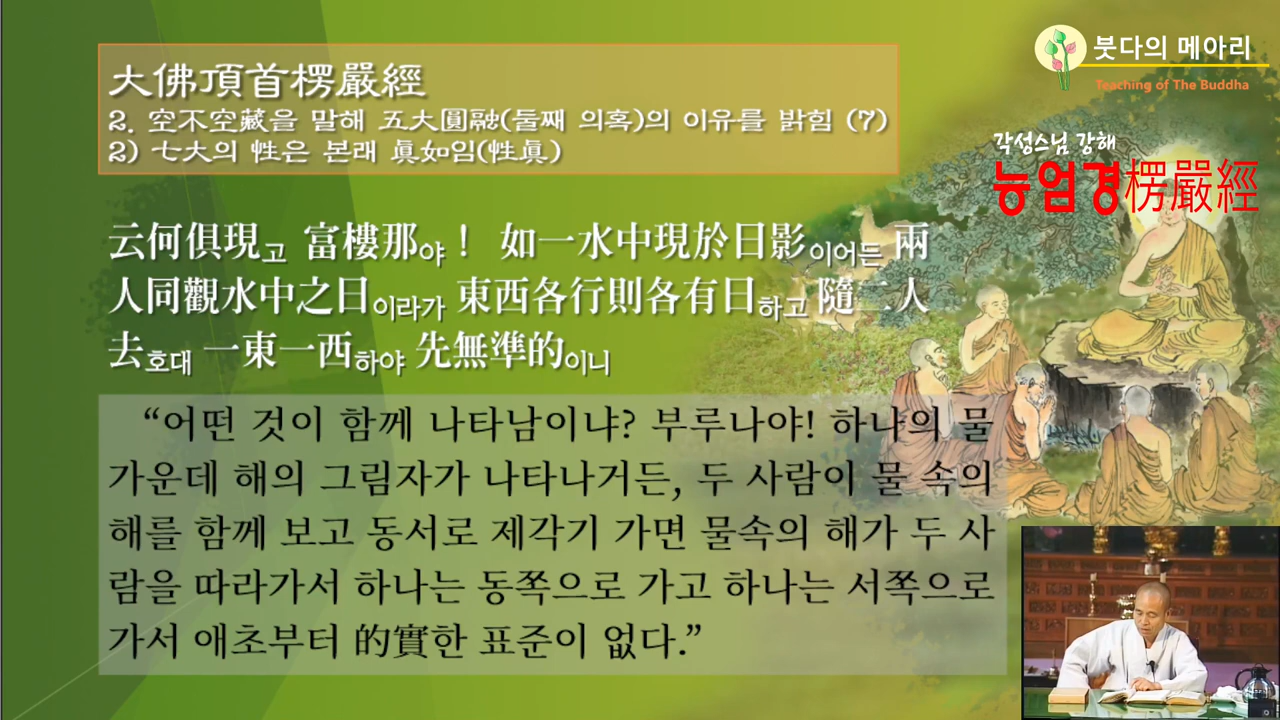 大佛頂首楞嚴經
2. 空不空藏을 말해 五大圓融(둘째 의혹)의 이유를 밝힘 (7)
2) 七大의 性은 본래 眞如임(性眞)
云何俱現고 富樓那야! 如一水中現於日影이어든 兩
人同觀水中之日이라가 東西各行則各有日하고 隨二人
去호대 一東一西하야 先無準的이니
“어떤 것이 함께 나타남이냐? 부루나야! 하나의 물
가운데 해의 그림자가 나타나거든, 두 사람이 물 속의
해를 함께 보고 동서로 제각기 가면 물속의 해가 두 사
람을 따라가서 하나는 동쪽으로 가고 하나는 서쪽으로
가서 애초부터 的實한 표준이 없다.”
붓다의 메아리
Teaching of The Buddha
각성스님 강해
능엄경楞嚴經